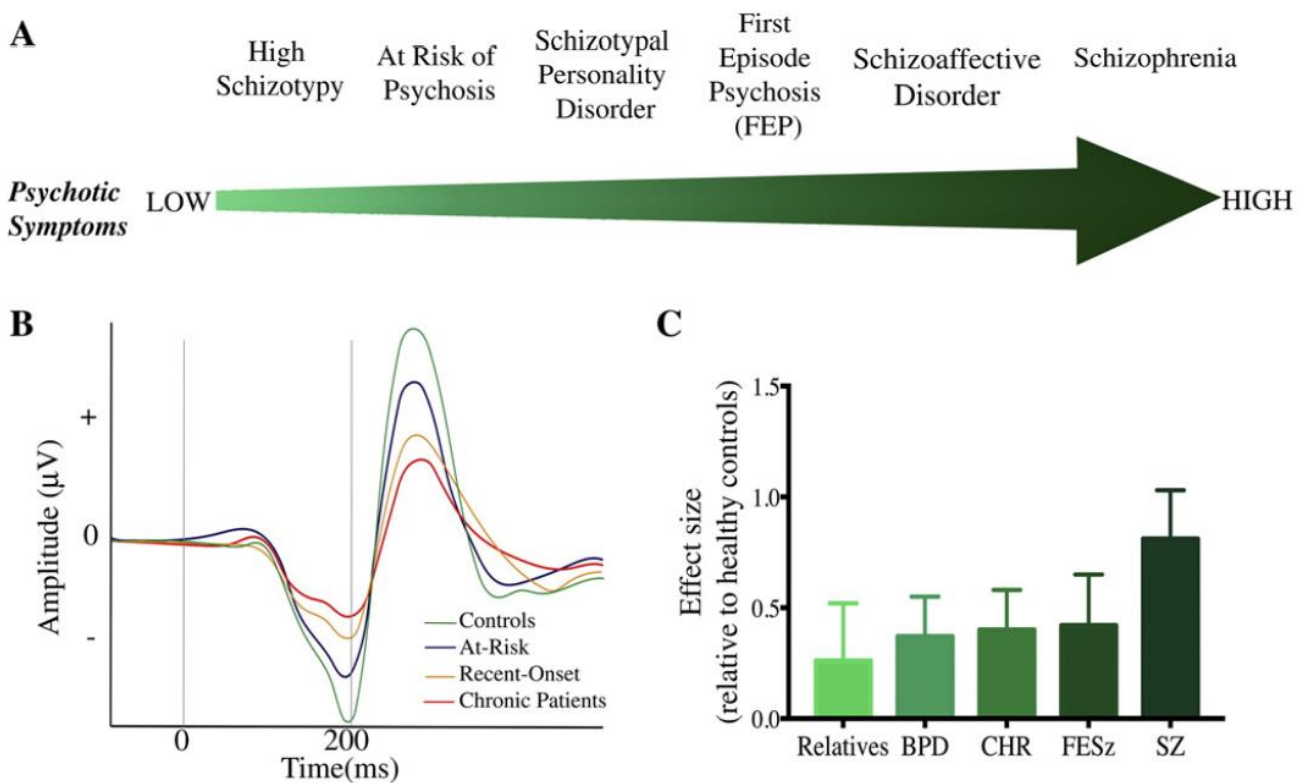 A
High
Schizotypy
At Risk of
Psychosis
Schizotypal
Personality
Disorder
First
Episode
Psychosis
(FEP)
Schizoaffective
Disorder
Schizophrenia
Psychotic
Symptoms
LOW
HIGH
B
Amplitude (μV)
+
0
-
0
200
Time(ms)
Controls
At-Risk
Recent-Onset
Chronic Patients
C
Effect size
(relative to healthy controls)
1.5
1.0
0.5
0.0
Relatives BPD CHR FESz SZ